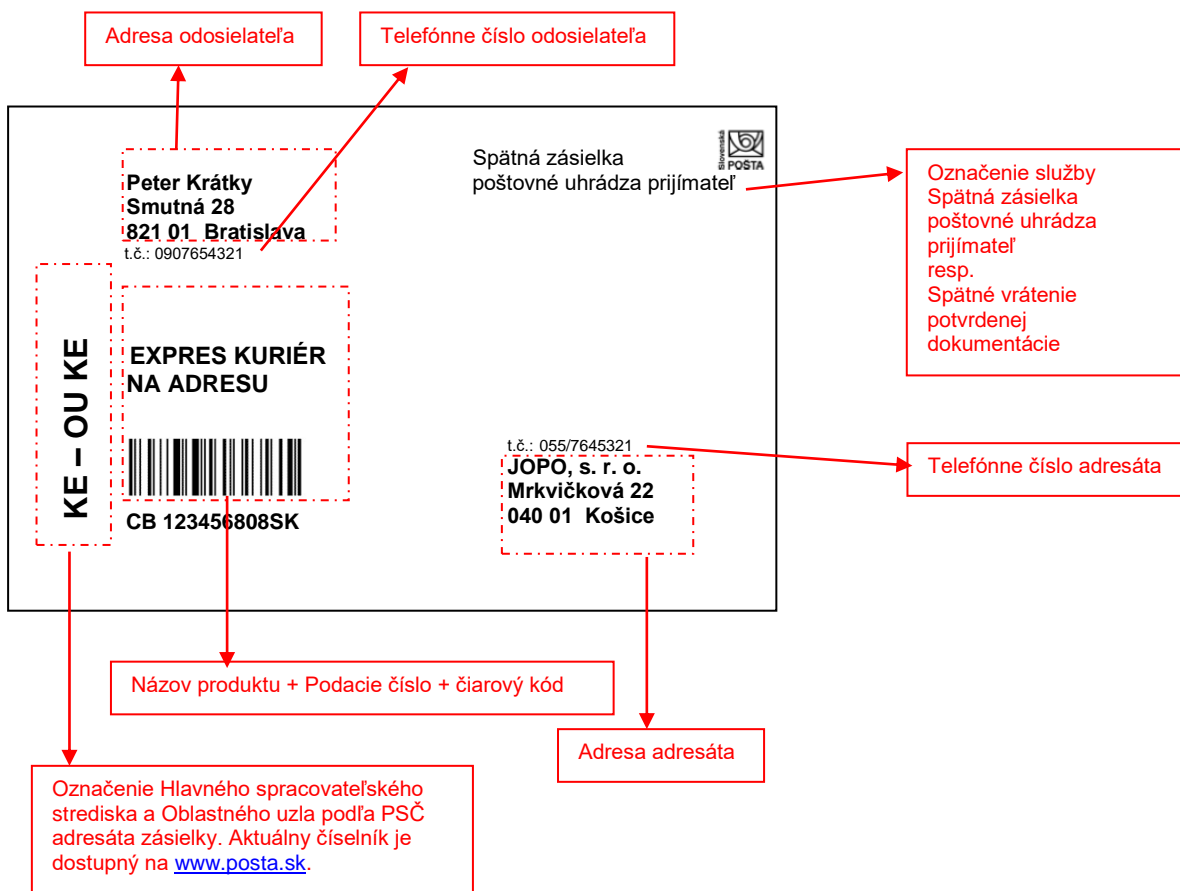 Adresa odosielateľa
Telefónne číslo odosielateľa
Slovenská
POŠTA
Spätná zásielka
poštovné uhrádza prijímateľ
Peter Krátky
Smutná 28
821 01 Bratislava
t.č.: 0907654321
Označenie služby
Spätná zásielka
poštovné uhrádza
prijímateľ
resp.
Spätné vrátenie
potvrdenej
dokumentácie
KE – OU KE
EXPRES KURIÉR
NA ADRESU
CB 123456808SK
t.č.: 055/7645321
JOPO, s. r. o.
Mrkvičková 22
040 01 Košice
Telefónne číslo adresáta
Názov produktu + Podacie číslo + čiarový kód
Adresa adresáta
Označenie Hlavného spracovateľského
strediska a Oblastného uzla podľa PSČ
adresáta zásielky. Aktuálny číselník je
dostupný na www.posta.sk.